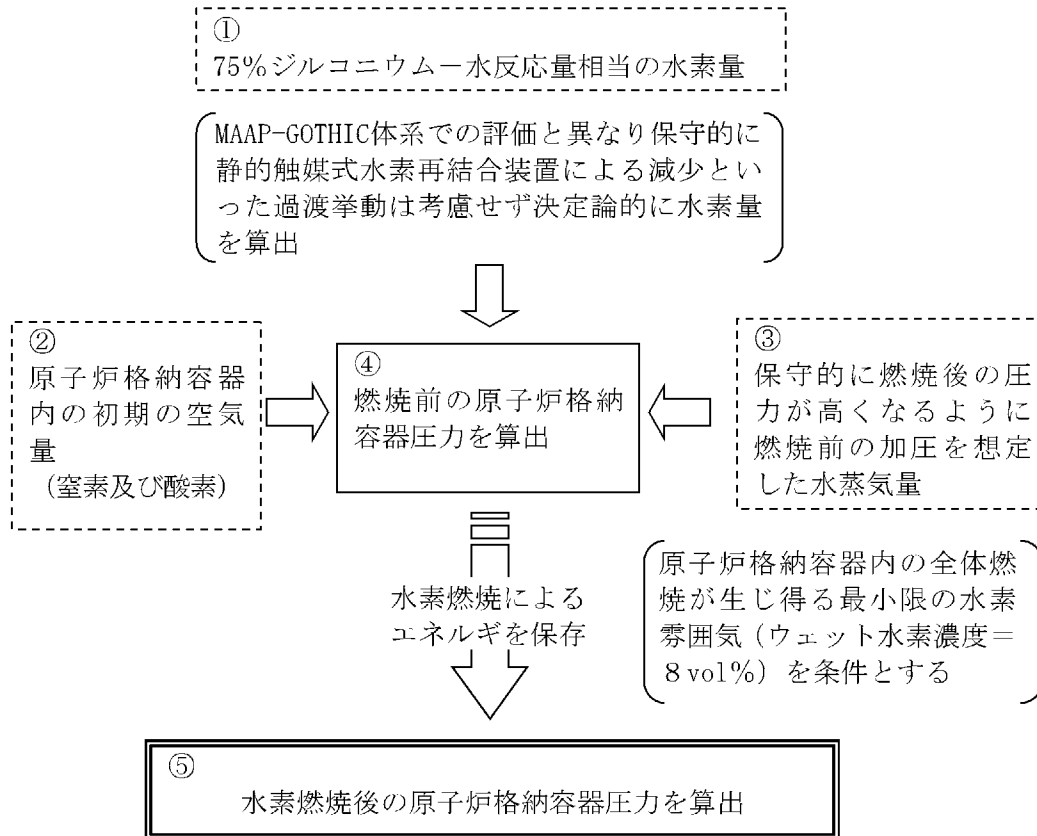 ①
75%ジルコニウム－水反応量相当の水素量
MAAP-GOTHIC体系での評価と異なり保守的に
静的触媒式水素再結合装置による減少とい
った過渡挙動は考慮せず決定論的に水素量
を算出
②
原子炉格納容器
内の初期の空気
量
（窒素及び酸素）
④
燃焼前の原子炉格納
容器圧力を算出
③
保守的に燃焼後の圧
力が高くなるように
燃焼前の加圧を想定
した水蒸気量
水素燃焼による
エネルギを保存
原子炉格納容器内の全体燃
焼が生じ得る最小限の水素
雰囲気（ウェット水素濃度＝
８vol%）を条件とする
⑤
水素燃焼後の原子炉格納容器圧力を算出